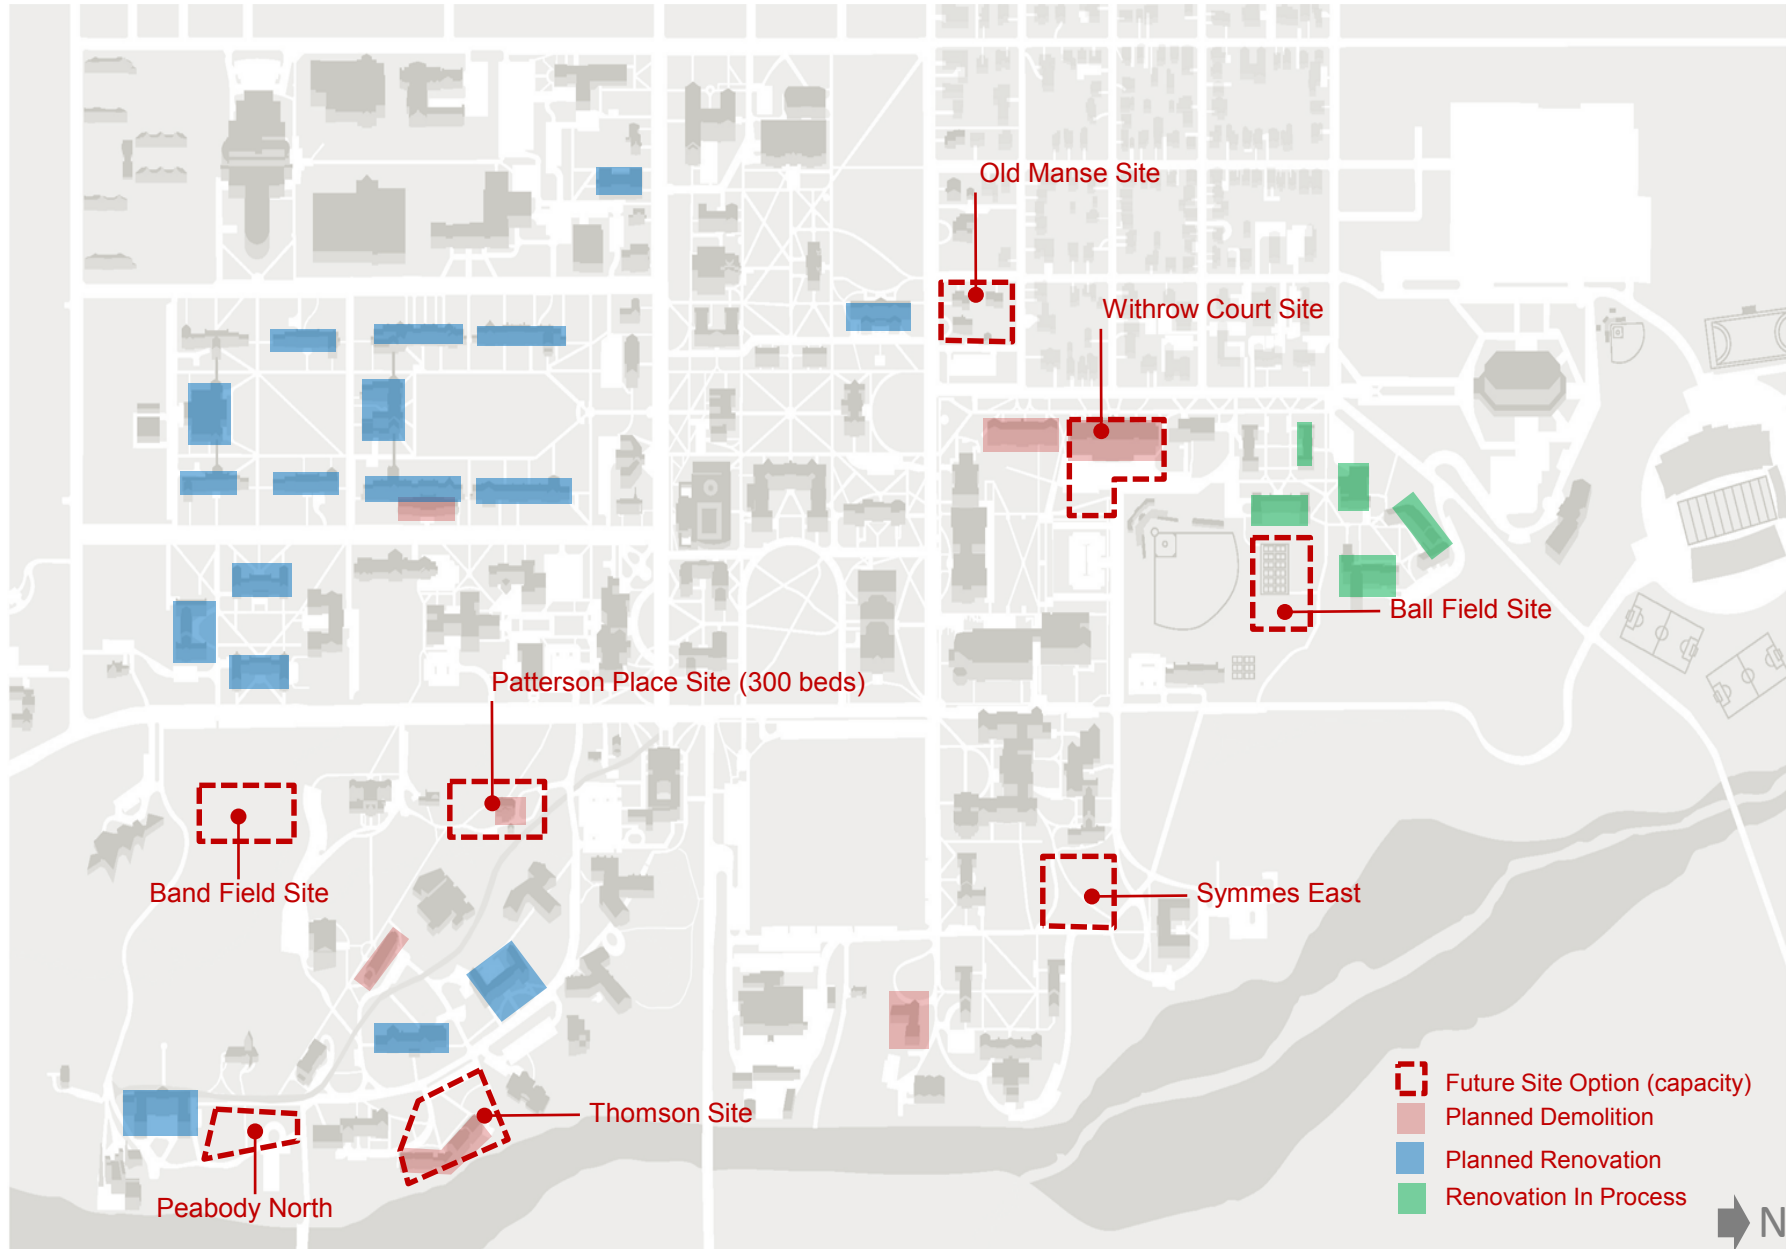 Old Manse Site
Withrow Court Site
Ball Field Site
Patterson Place Site (300 beds)
Band Field Site
Symmes East
Thomson Site
Peabody North
Future Site Option (capacity)
Planned Demolition
Planned Renovation
Renovation In Process
N